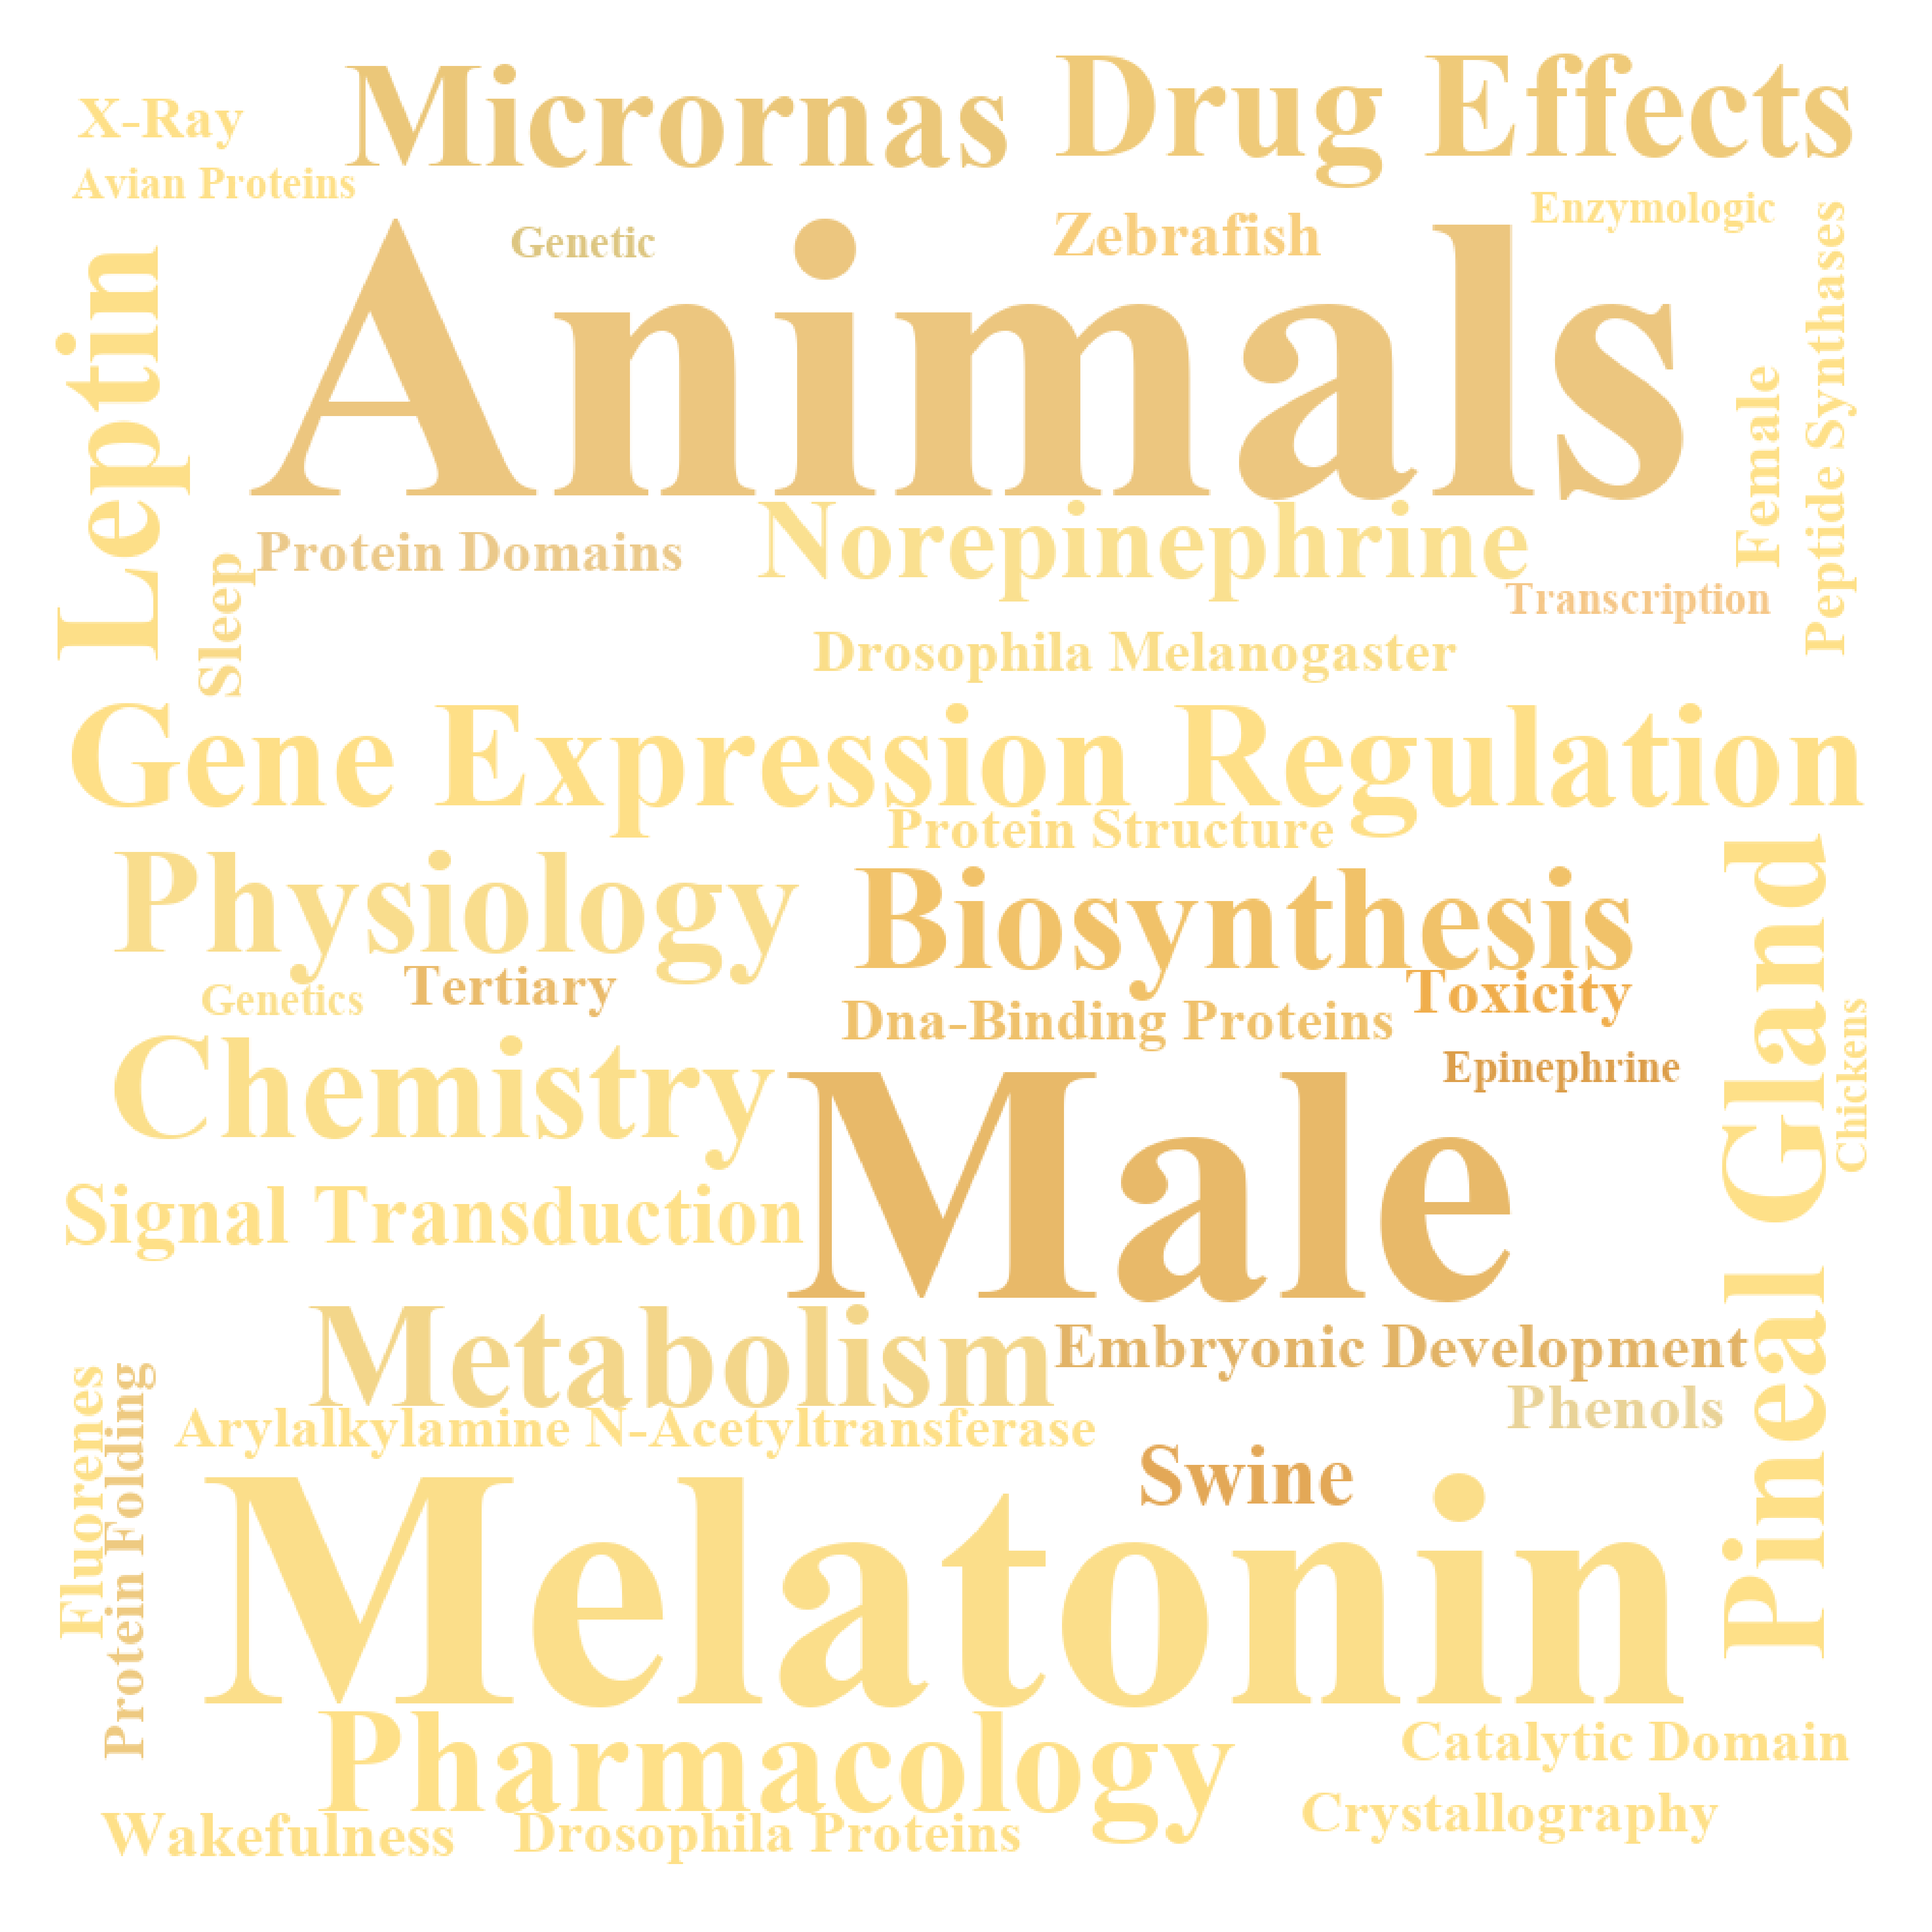 Micrornas
Drug Effects
X-Ray
Avian Proteins
Genetic
Zebrafish
Enzymologic
Animals
Leptin
Female
Peptide Synthases
Norepinephrine
Protein Domains
Sleep
Transcription
Drosophila Melanogaster
Gene Expression Regulation
Protein Structure
Physiology
Biosynthesis
Tertiary
Toxicity
Genetics
Dna-Binding Proteins
Epinephrine
Chemistry
Male
Pineal Gland
Chickens
Signal Transduction
Metabolism
Embryonic Development
Phenols
Arylalkylamine N-Acetyltransferase
Swine
Fluorenes
Protein Folding
Melatonin
Pharmacology
Catalytic Domain
Crystallography
Wakefulness
Drosophila Proteins